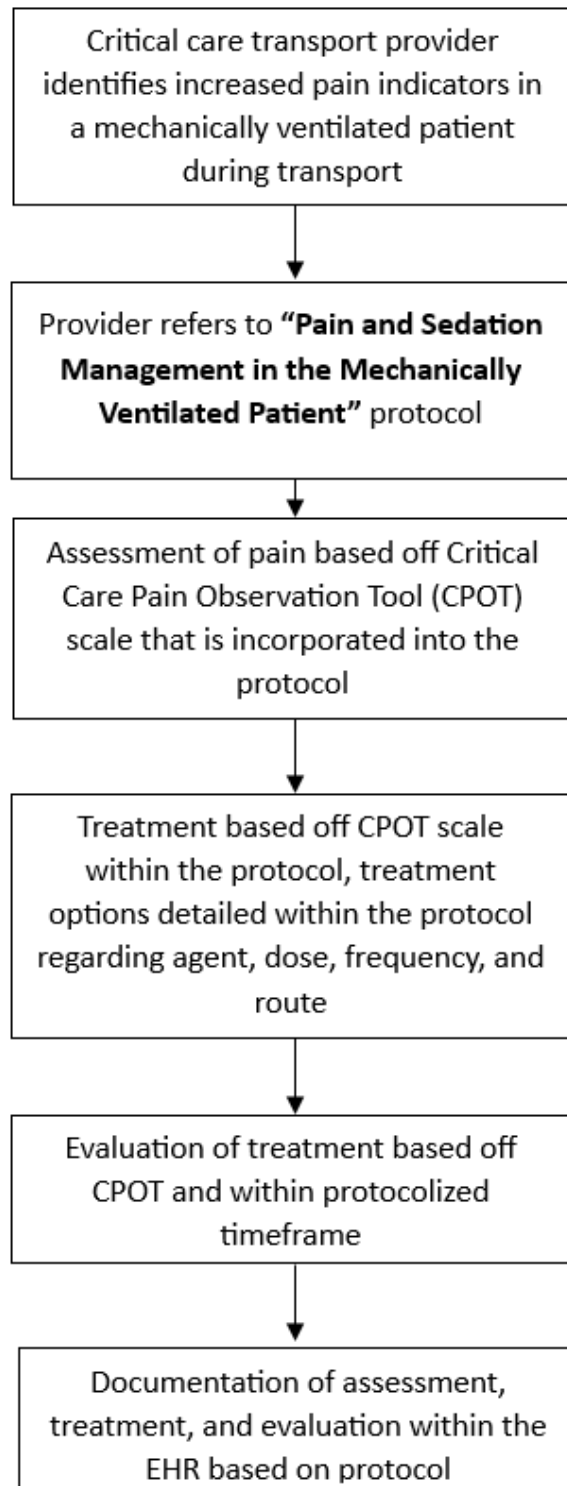 Critical care transport provider
identifies increased pain indicators in
a mechanically ventilated patient
during transport
Provider refers to “Pain and Sedation
Management in the Mechanically
Ventilated Patient” protocol
Assessment of pain based off Critical
Care Pain Observation Tool (CPOT)
scale that is incorporated into the
protocol
Treatment based off CPOT scale
within the protocol, treatment
options detailed within the protocol
regarding agent, dose, frequency, and
route
Evaluation of treatment based off
CPOT and within protocolized
timeframe
Documentation of assessment,
treatment, and evaluation within the
EHR based on protocol